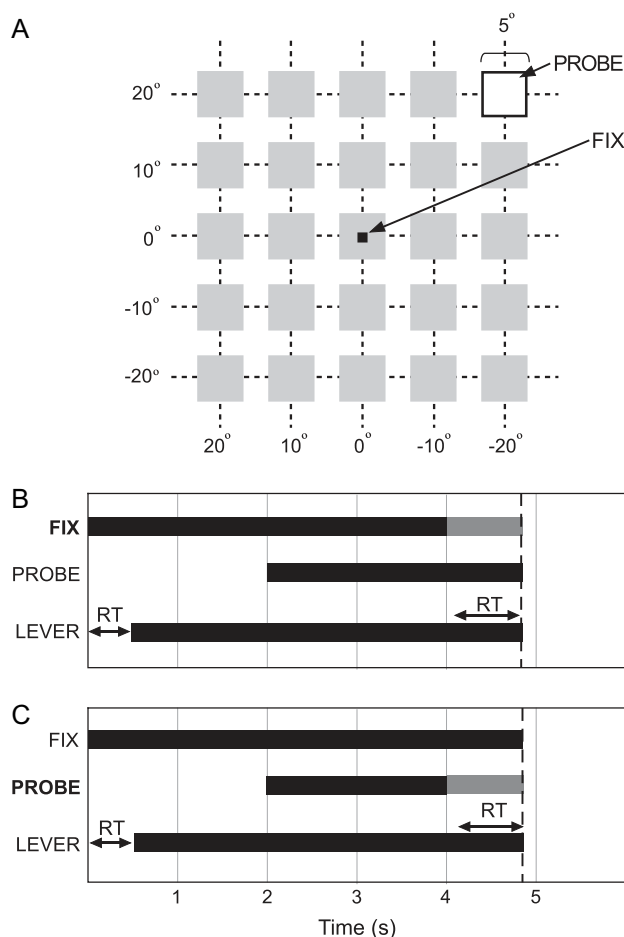 A
5°
PROBE
20°
FIX
10°
0°
-10°
-20°
20° 10° 0° -10° -20°
B
FIX
PROBE
RT RT
LEVER
C
FIX
PROBE
RT RT
LEVER
1 2 3 4 5
Time (s)